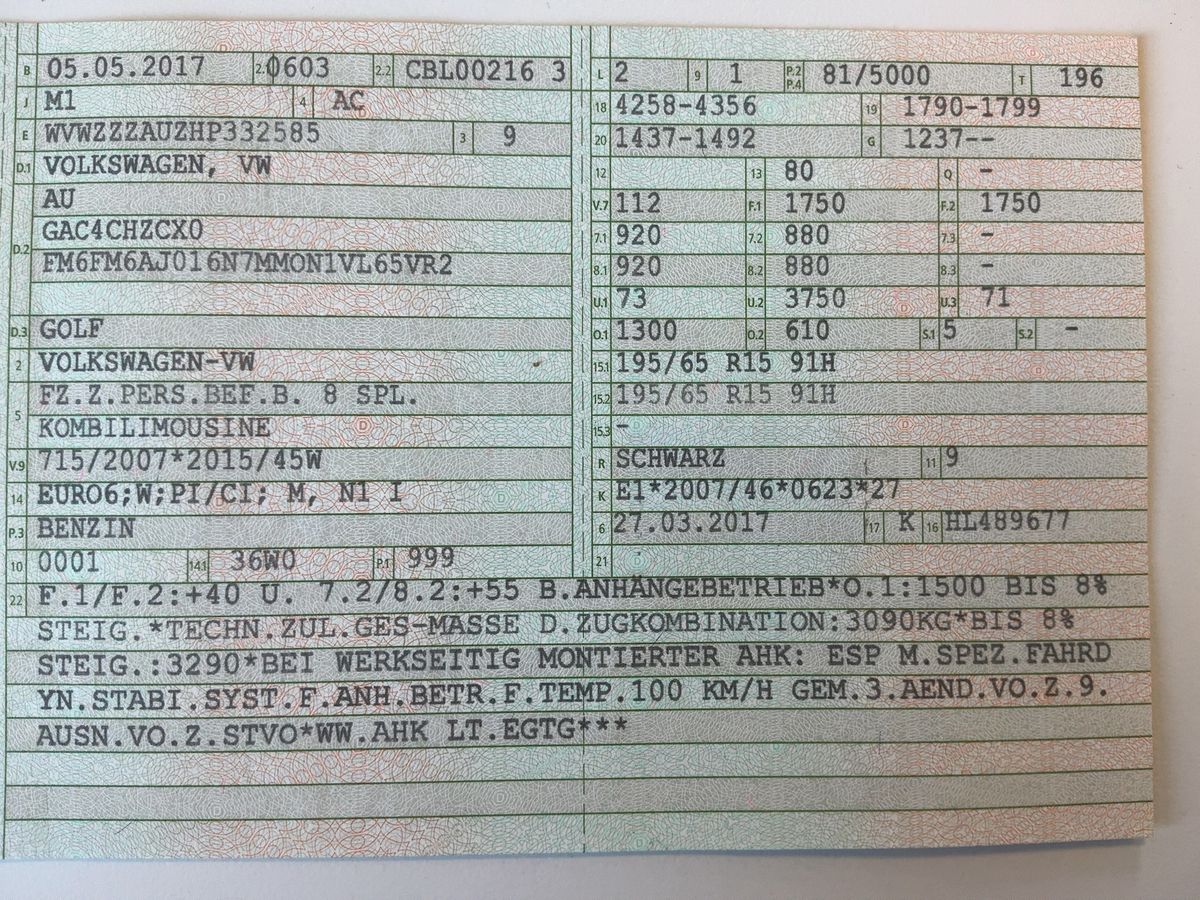 B 05.05.2017 2.1 0603 2.2 CBL00216 3
J M1 4 AC
E WVWZZZAUZHP332585 3 9
D.1 VOLKSWAGEN, VW
D.2 AU
GAC4CHZCX0
FM6FM6AJ016N7MMON1VL65VR2
D.3 GOLF
2 VOLKSWAGEN-VW
5 FZ.Z.PERS.BEF.B. 8 SPL.
KOMBILIMOUSINE
V.9 715/2007*2015/45W
14 EURO6;W;PI/CI; M, N1 I
P.3 BENZIN
10 0001 14.1 36W0 P.1 999
L 2 9 1 P.2 P.4 81/5000 T 196
18 4258-4356 19 1790-1799
20 1437-1492 G 1237--
12 13 80 Q -
V.7 112 F.1 1750 F.2 1750
7.1 920 7.2 880 7.3 -
8.1 920 8.2 880 8.3 -
U.1 73 U.2 3750 U.3 71
O.1 1300 O.2 610 S.1 5 S.2 -
15.1 195/65 R15 91H
15.2 195/65 R15 91H
15.3 -
R SCHWARZ 11 9
K E1*2007/46*0623*27
6 27.03.2017 17 K 16 HL489677
21
22 F.1/F.2:+40 U. 7.2/8.2:+55 B.ANHÄNGEBETRIEB*O.1:1500 BIS 8%
STEIG.*TECHN.ZUL.GES-MASSE D.ZUGKOMBINATION:3090KG*BIS 8%
STEIG.:3290*BEI WERKSEITIG MONTIERTER AHK: ESP M.SPEZ.FAHRD
YN.STABI.SYST.F.ANH.BETR.F.TEMP.100 KM/H GEM.3.AEND.VO.Z.9.
AUSN.VO.Z.STVO*WW.AHK LT.EGTG***